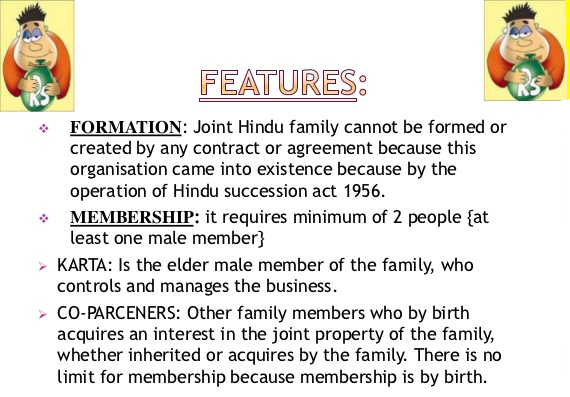 RS
RS
FEATURES:
FORMATION: Joint Hindu family cannot be formed or
created by any contract or agreement because this
organisation came into existence because by the
operation of Hindu succession act 1956.
MEMBERSHIP: it requires minimum of 2 people {at
least one male member}
KARTA: Is the elder male member of the family, who
controls and manages the business.
CO-PARCENERS: Other family members who by birth
acquires an interest in the joint property of the family,
whether inherited or acquires by the family. There is no
limit for membership because membership is by birth.